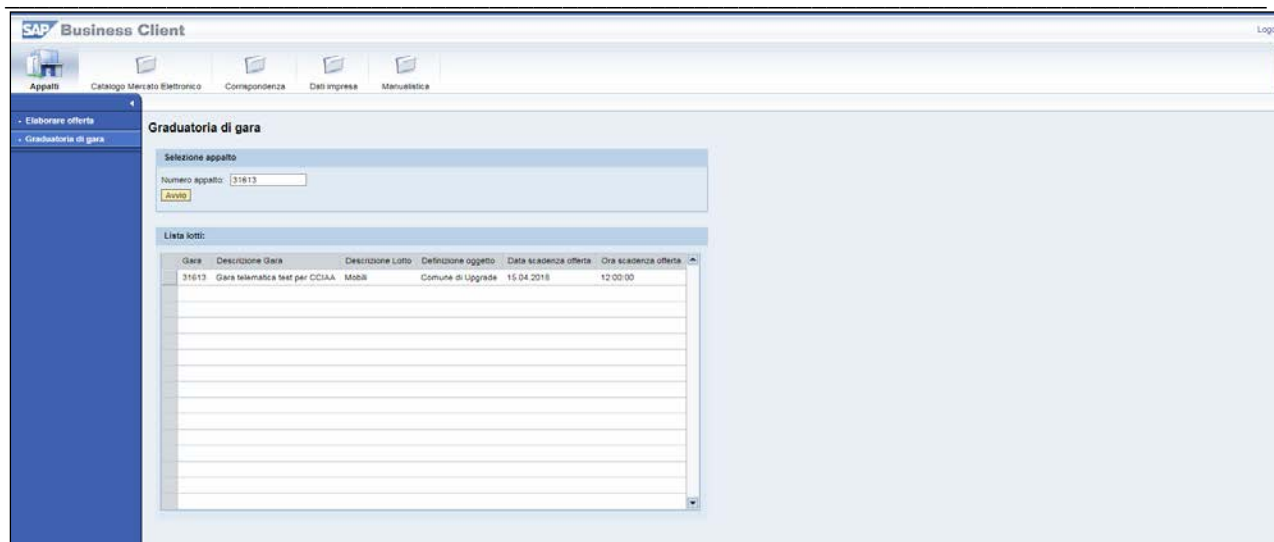 SAP Business Client
Log
Appalti
Catalogo Mercato Elettronico
Corrispondenza
Dati impresa
Manualistica
Elaborare offerta
Graduatoria di gara
Graduatoria di gara
Selezione appalto
Numero appalto: 31613
Avvio
Lista lotti:
Gara Descrizione Gara Descrizione Lotto Definizione oggetto Data scadenza offerta Ora scadenza offerta
31613 Gara telematica test per CCIAA Mobili Comune di Upgrade 15.04.2018 12:00:00